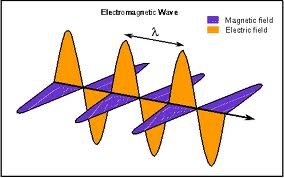 Electromagnetic Wave
Magnetic field
Electric field
λ